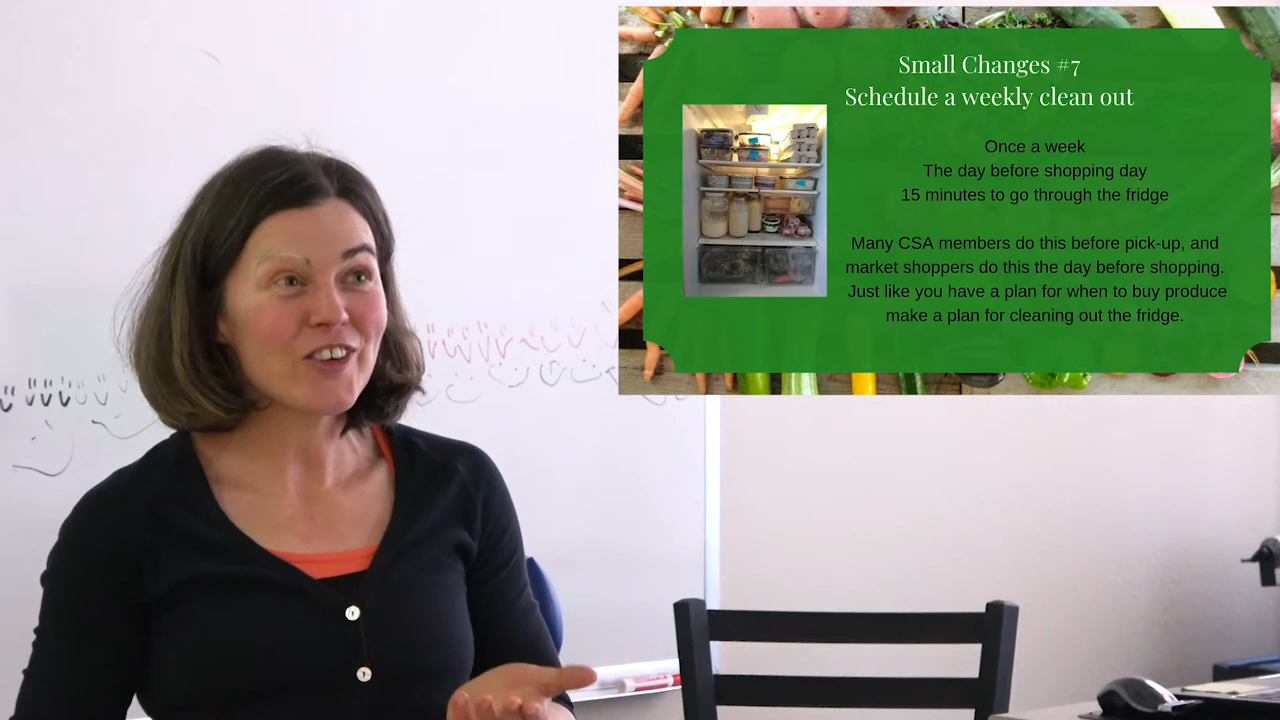 Small Changes #7
Schedule a weekly clean out
Once a week
The day before shopping day
15 minutes to go through the fridge
Many CSA members do this before pick-up, and
market shoppers do this the day before shopping.
Just like you have a plan for when to buy produce
make a plan for cleaning out the fridge.